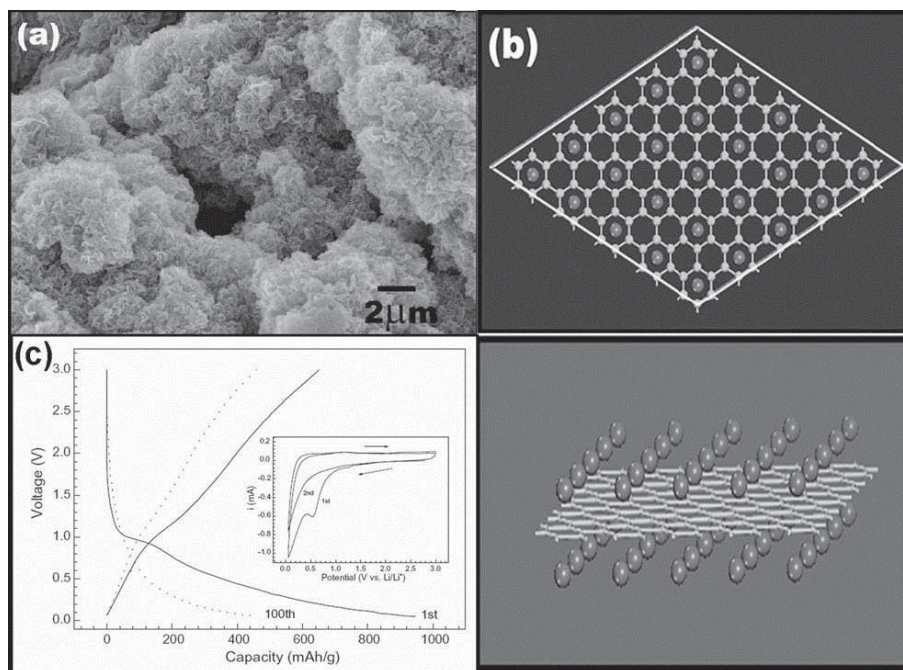 (a)
2μm
(b)
(c)
3.0
2.5
2.0
1.5
1.0
0.5
0.0
Voltage (V)
0
200
400
600
800
1000
Capacity (mAh/g)
100th
1st
0.2
0.0
-0.2
-0.4
-0.6
-0.8
-1.0
i (mA)
2nd
1st
0.0
0.5
1.0
1.5
2.0
2.5
3.0
Potential (V vs. Li/Li⁺)